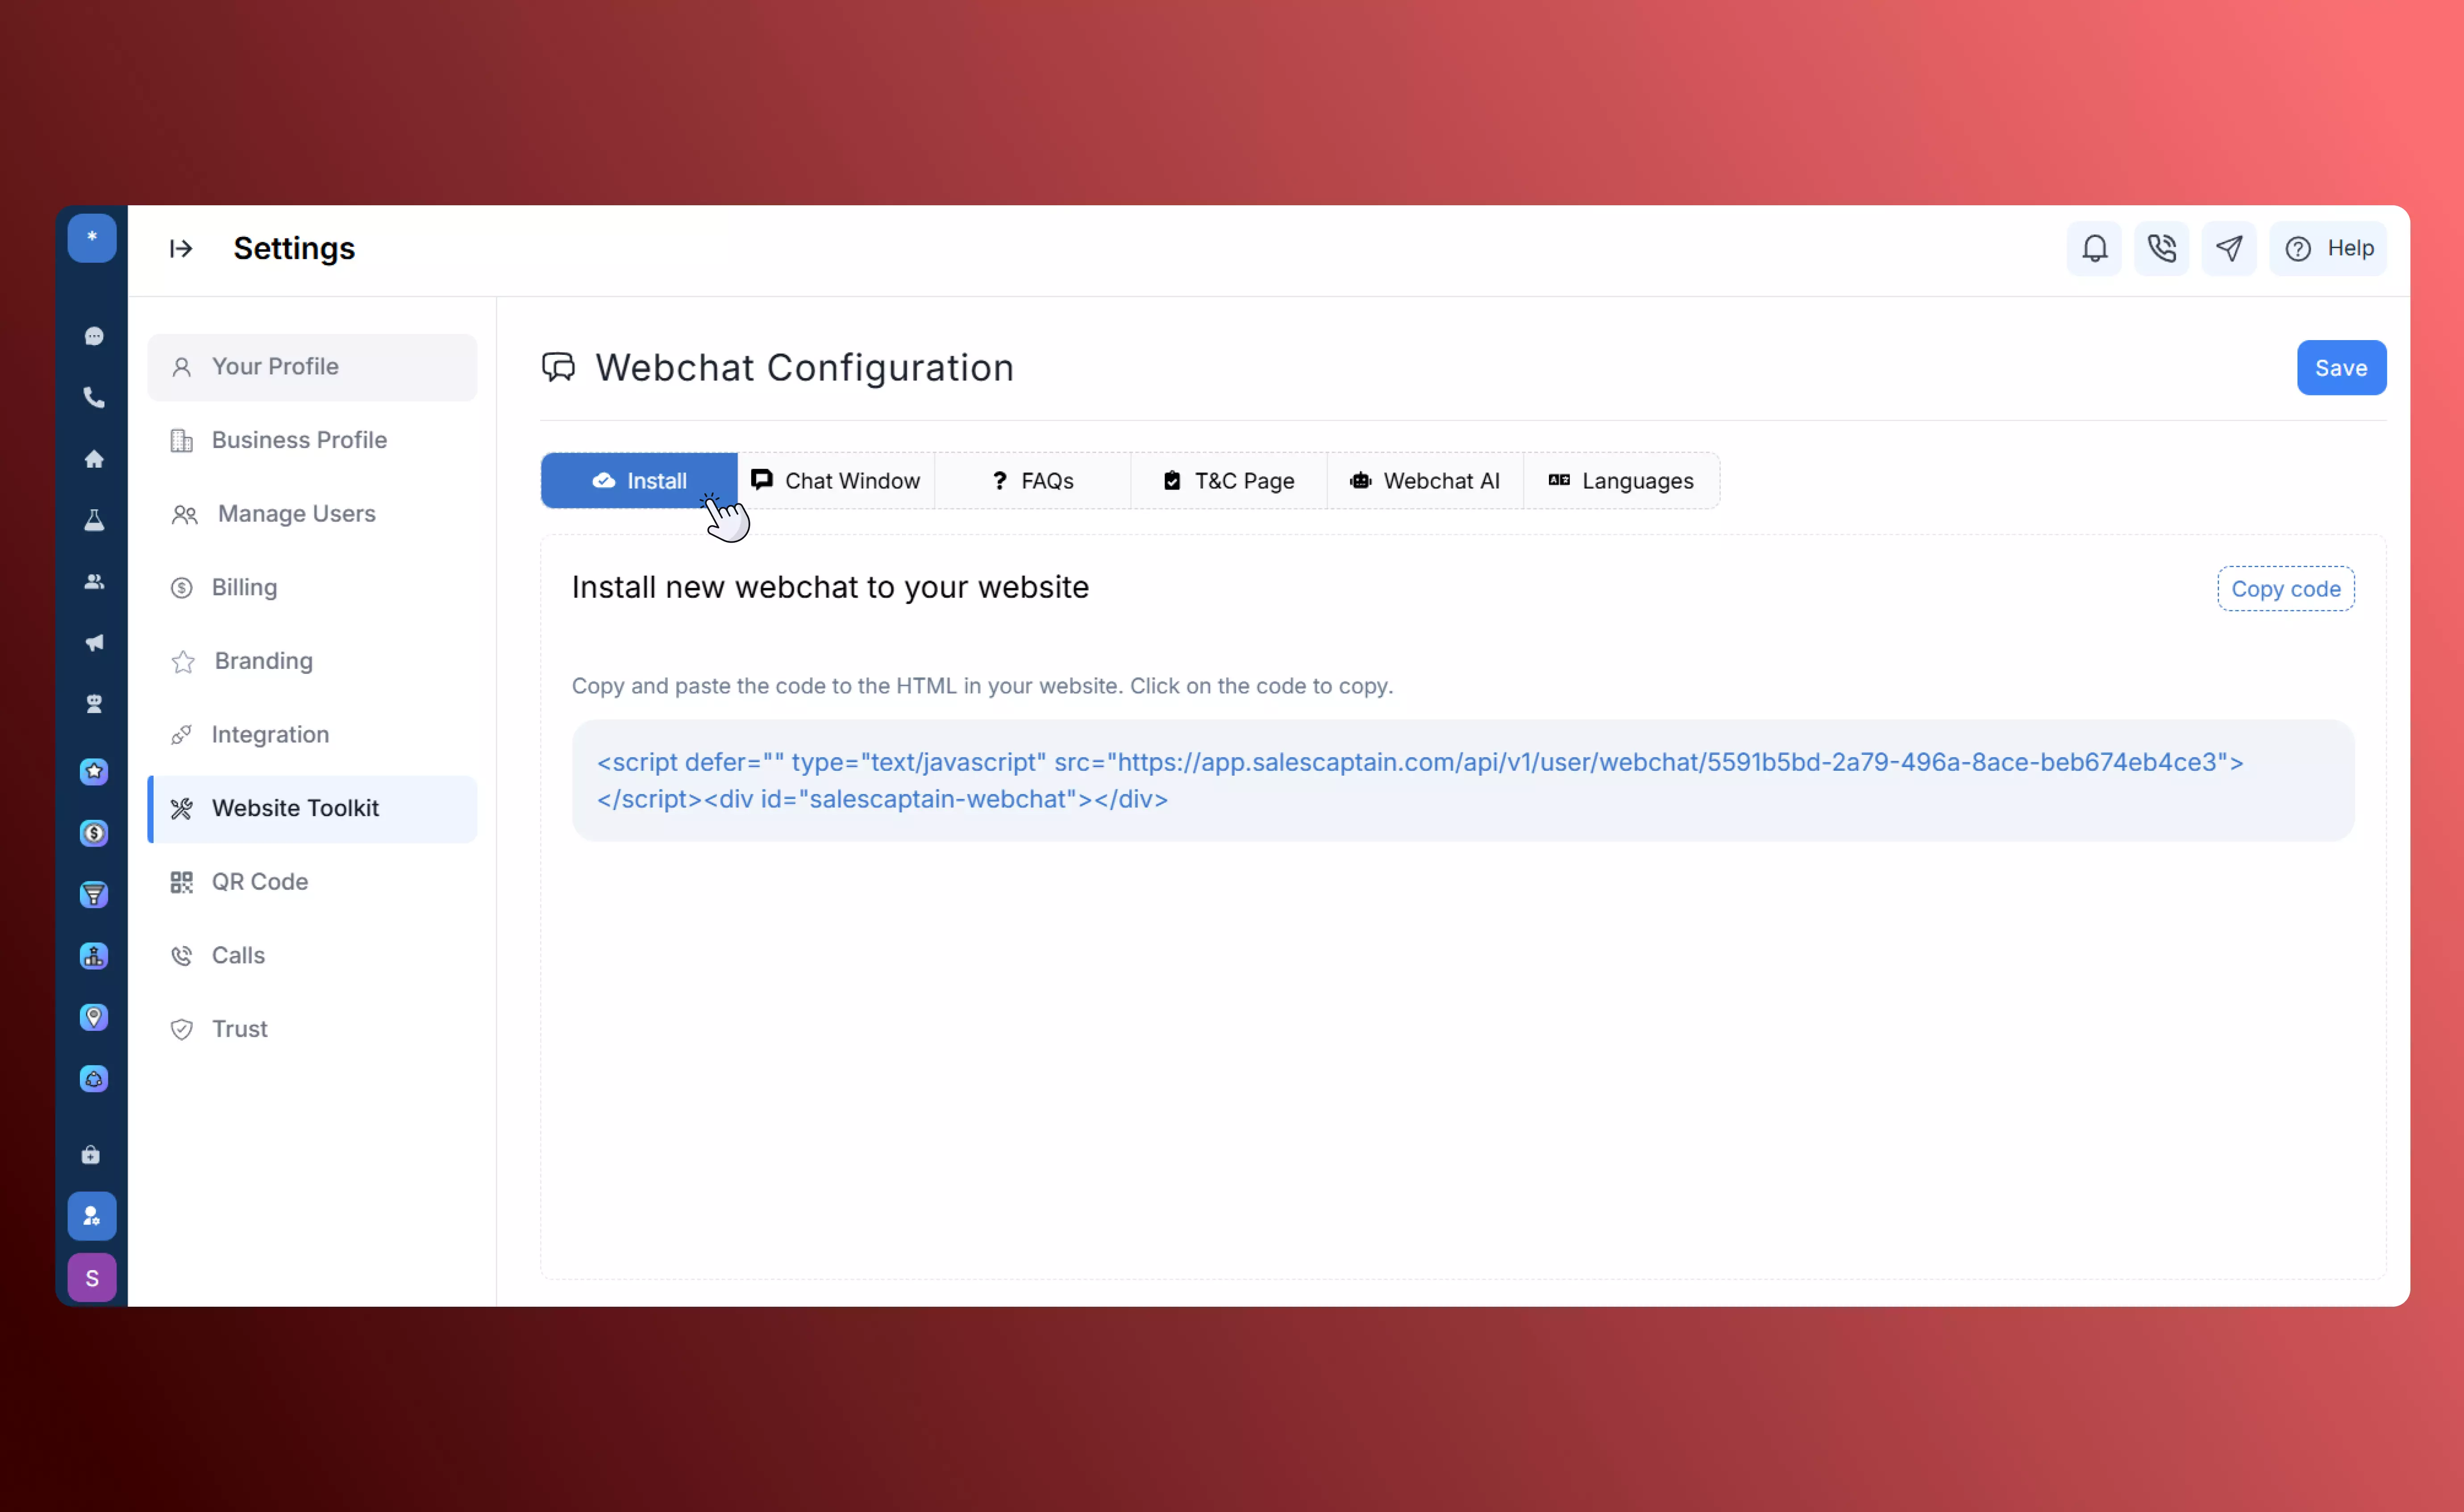 *
Settings
Help
Your Profile
Business Profile
Manage Users
Billing
Branding
Integration
Website Toolkit
QR Code
Calls
Trust
S
Webchat Configuration
Save
Install
Chat Window
? FAQs
T&C Page
Webchat AI
Languages
Install new webchat to your website
Copy code
Copy and paste the code to the HTML in your website. Click on the code to copy.
<script defer="" type="text/javascript" src="https://app.salescaptain.com/api/v1/user/webchat/5591b5bd-2a79-496a-8ace-beb674eb4ce3">
</script><div id="salescaptain-webchat"></div>